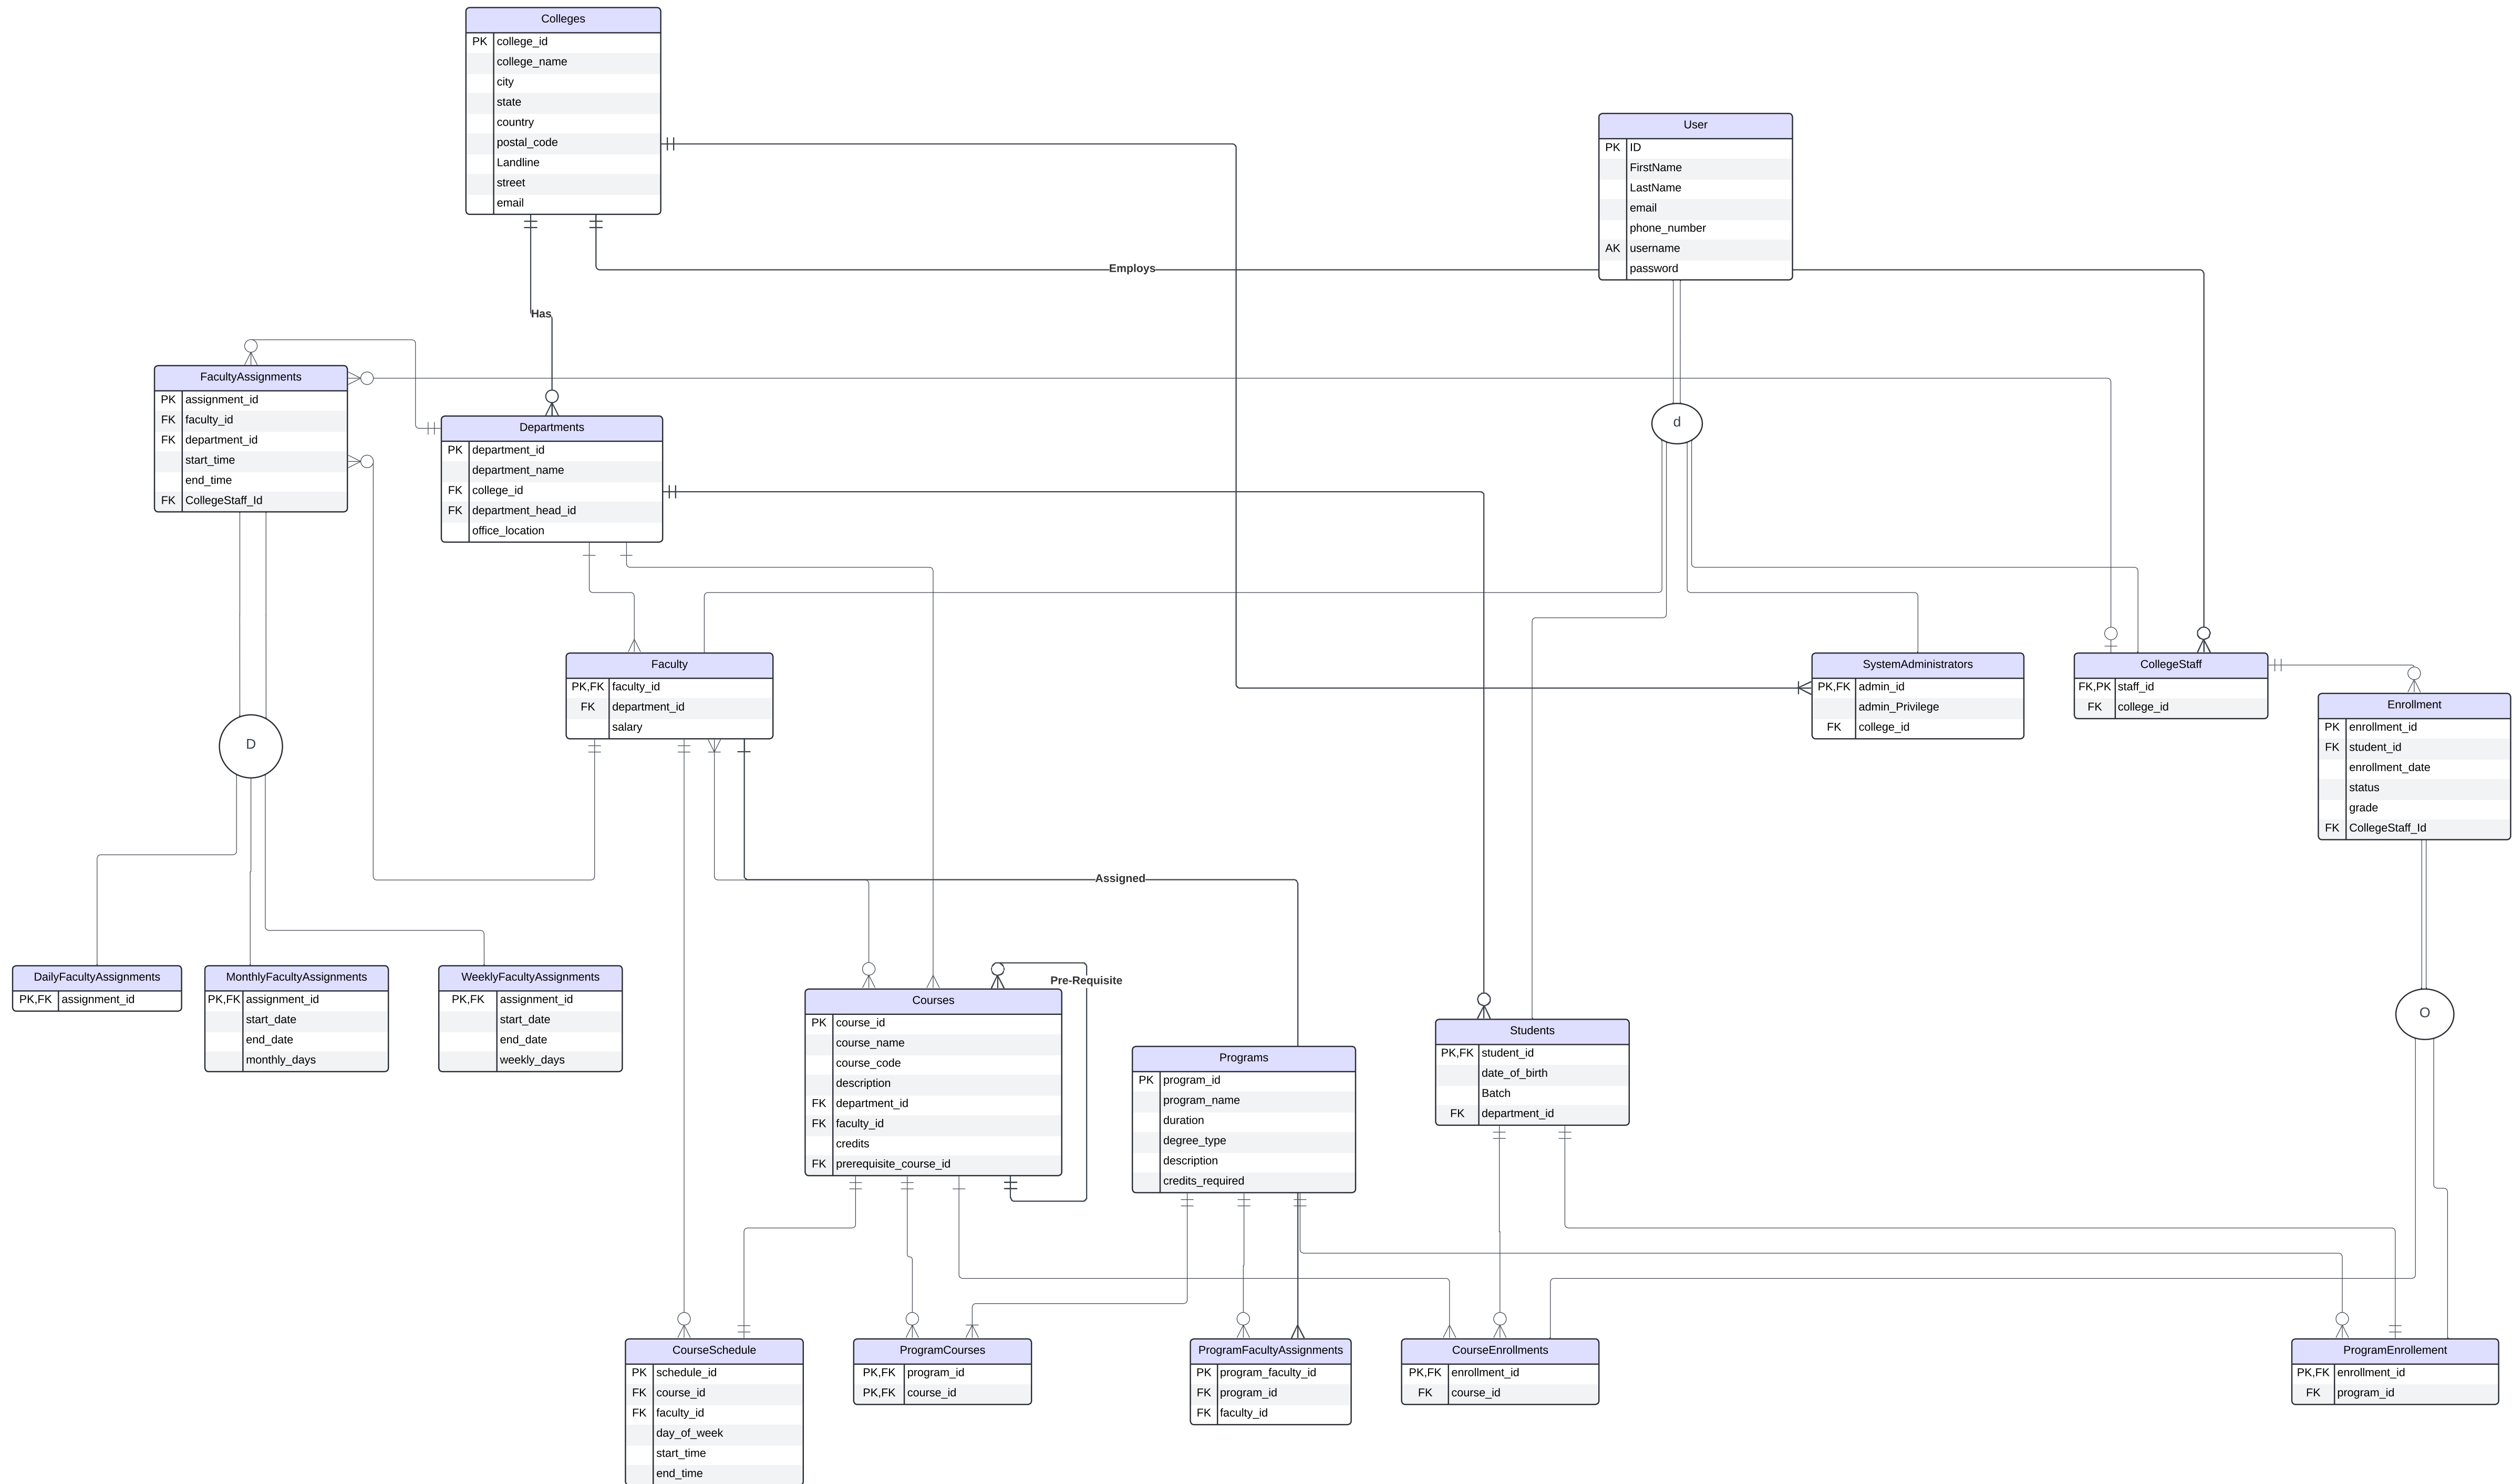 Colleges
PK college_id
college_name
city
state
country
postal_code
Landline
street
email
User
PK ID
FirstName
LastName
email
phone_number
AK username
password
Employs
Has
FacultyAssignments
PK assignment_id
FK faculty_id
FK department_id
start_time
end_time
FK CollegeStaff_Id
Departments
PK department_id
department_name
FK college_id
FK department_head_id
office_location
d
Faculty
PK,FK faculty_id
FK department_id
salary
SystemAdministrators
PK,FK admin_id
admin_Privilege
FK college_id
CollegeStaff
FK,PK staff_id
FK college_id
Enrollment
PK enrollment_id
FK student_id
enrollment_date
status
grade
FK CollegeStaff_Id
D
Assigned
DailyFacultyAssignments
PK,FK assignment_id
MonthlyFacultyAssignments
PK,FK assignment_id
start_date
end_date
monthly_days
WeeklyFacultyAssignments
PK,FK assignment_id
start_date
end_date
weekly_days
Pre-Requisite
Courses
PK course_id
course_name
course_code
description
FK department_id
FK faculty_id
credits
FK prerequisite_course_id
Programs
PK program_id
program_name
duration
degree_type
description
credits_required
Students
PK,FK student_id
date_of_birth
Batch
FK department_id
O
CourseSchedule
PK schedule_id
FK course_id
FK faculty_id
day_of_week
start_time
end_time
ProgramCourses
PK,FK program_id
PK,FK course_id
ProgramFacultyAssignments
PK program_faculty_id
FK program_id
FK faculty_id
CourseEnrollments
PK,FK enrollment_id
FK course_id
ProgramEnrollement
PK,FK enrollment_id
FK program_id